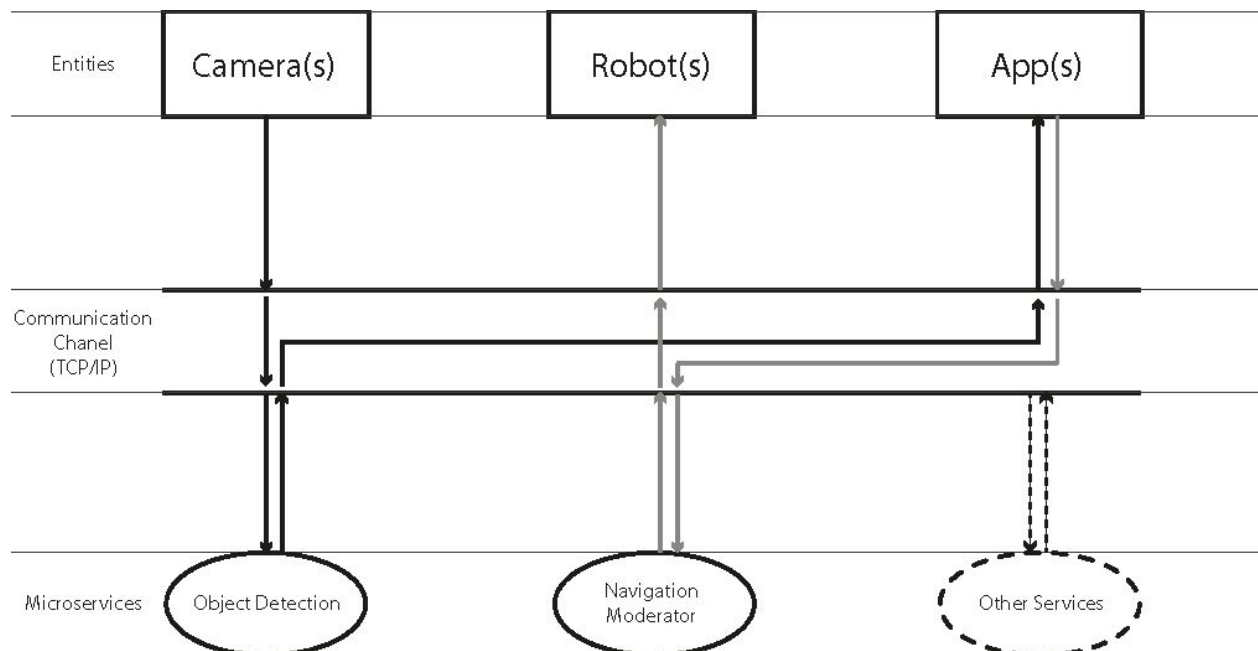 Entities
Camera(s)
Robot(s)
App(s)
Communication
Chanel
(TCP/IP)
Microservices
Object Detection
Navigation
Moderator
Other Services